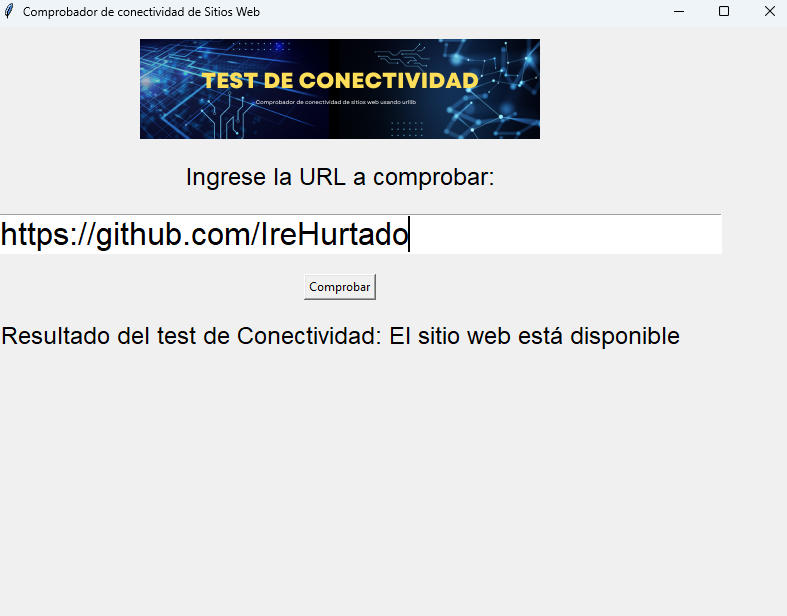 Comprobador de conectividad de Sitios Web
TEST DE CONECTIVIDAD
Comprobador de conectividad de sitios web usando urllib
Ingrese la URL a comprobar:
https://github.com/IreHurtado
Comprobar
Resultado del test de Conectividad: El sitio web está disponible